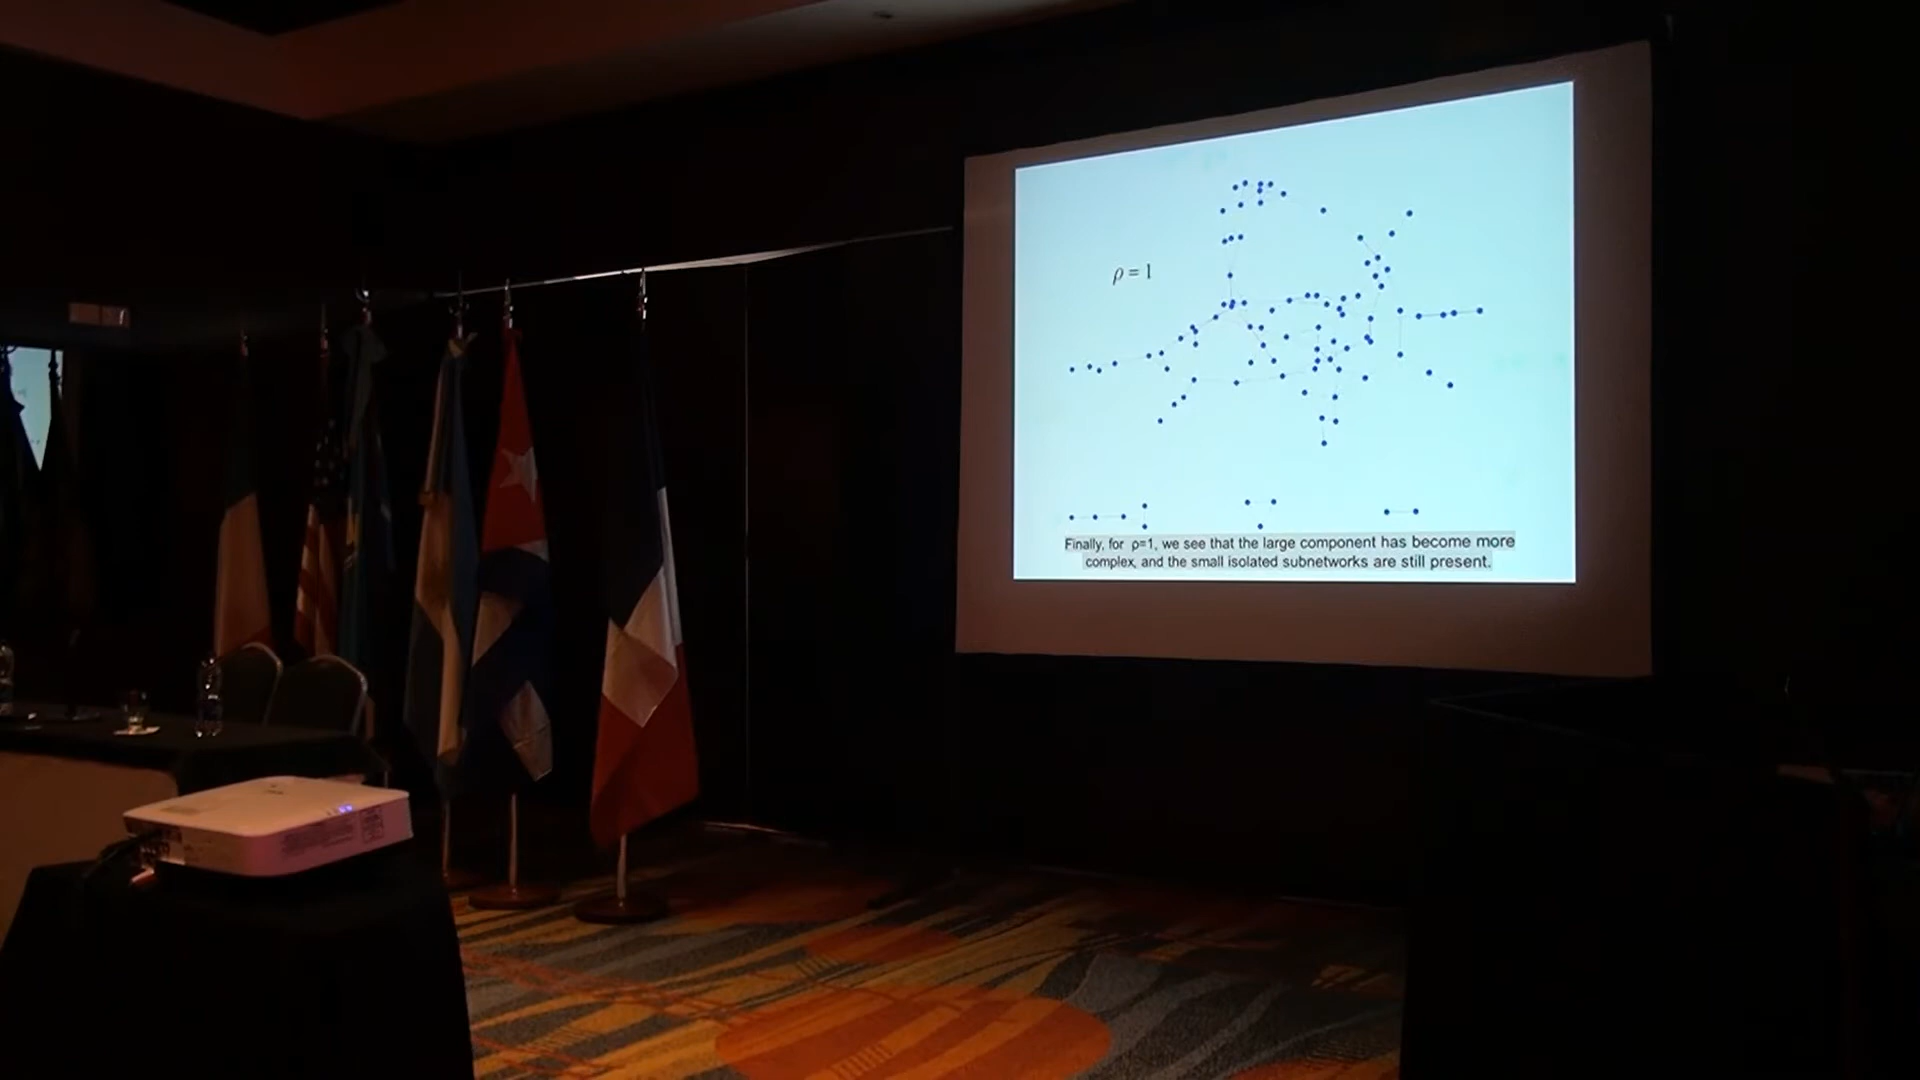 ρ = 1
Finally, for ρ=1, we see that the large component has become more
complex, and the small isolated subnetworks are still present.